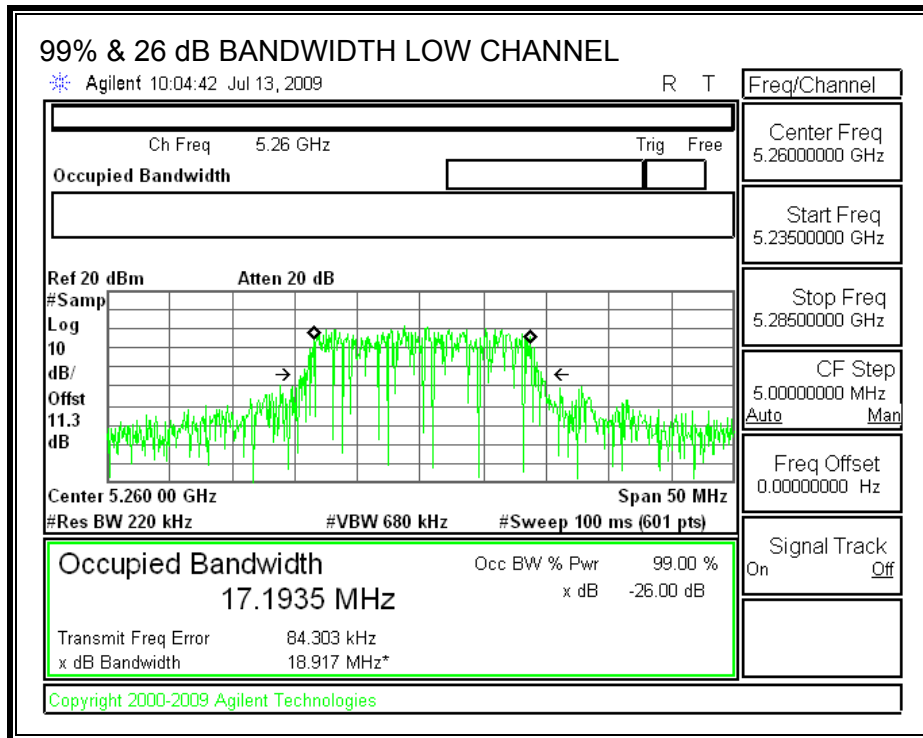 99% & 26 dB BANDWIDTH LOW CHANNEL
Agilent 10:04:42 Jul 13, 2009 R T
Freq/Channel
Ch Freq 5.26 GHz Trig Free
Occupied Bandwidth
Center Freq
5.26000000 GHz
Start Freq
5.23500000 GHz
Stop Freq
5.28500000 GHz
CF Step
5.00000000 MHz
Auto Man
Freq Offset
0.00000000 Hz
Signal Track
On Off
Ref 20 dBm Atten 20 dB
#Samp
Log
10
dB/
Offst
11.3
dB
Center 5.260 00 GHz Span 50 MHz
#Res BW 220 kHz #VBW 680 kHz #Sweep 100 ms (601 pts)
Occupied Bandwidth Occ BW % Pwr 99.00 %
17.1935 MHz x dB -26.00 dB
Transmit Freq Error 84.303 kHz
x dB Bandwidth 18.917 MHz*
Copyright 2000-2009 Agilent Technologies